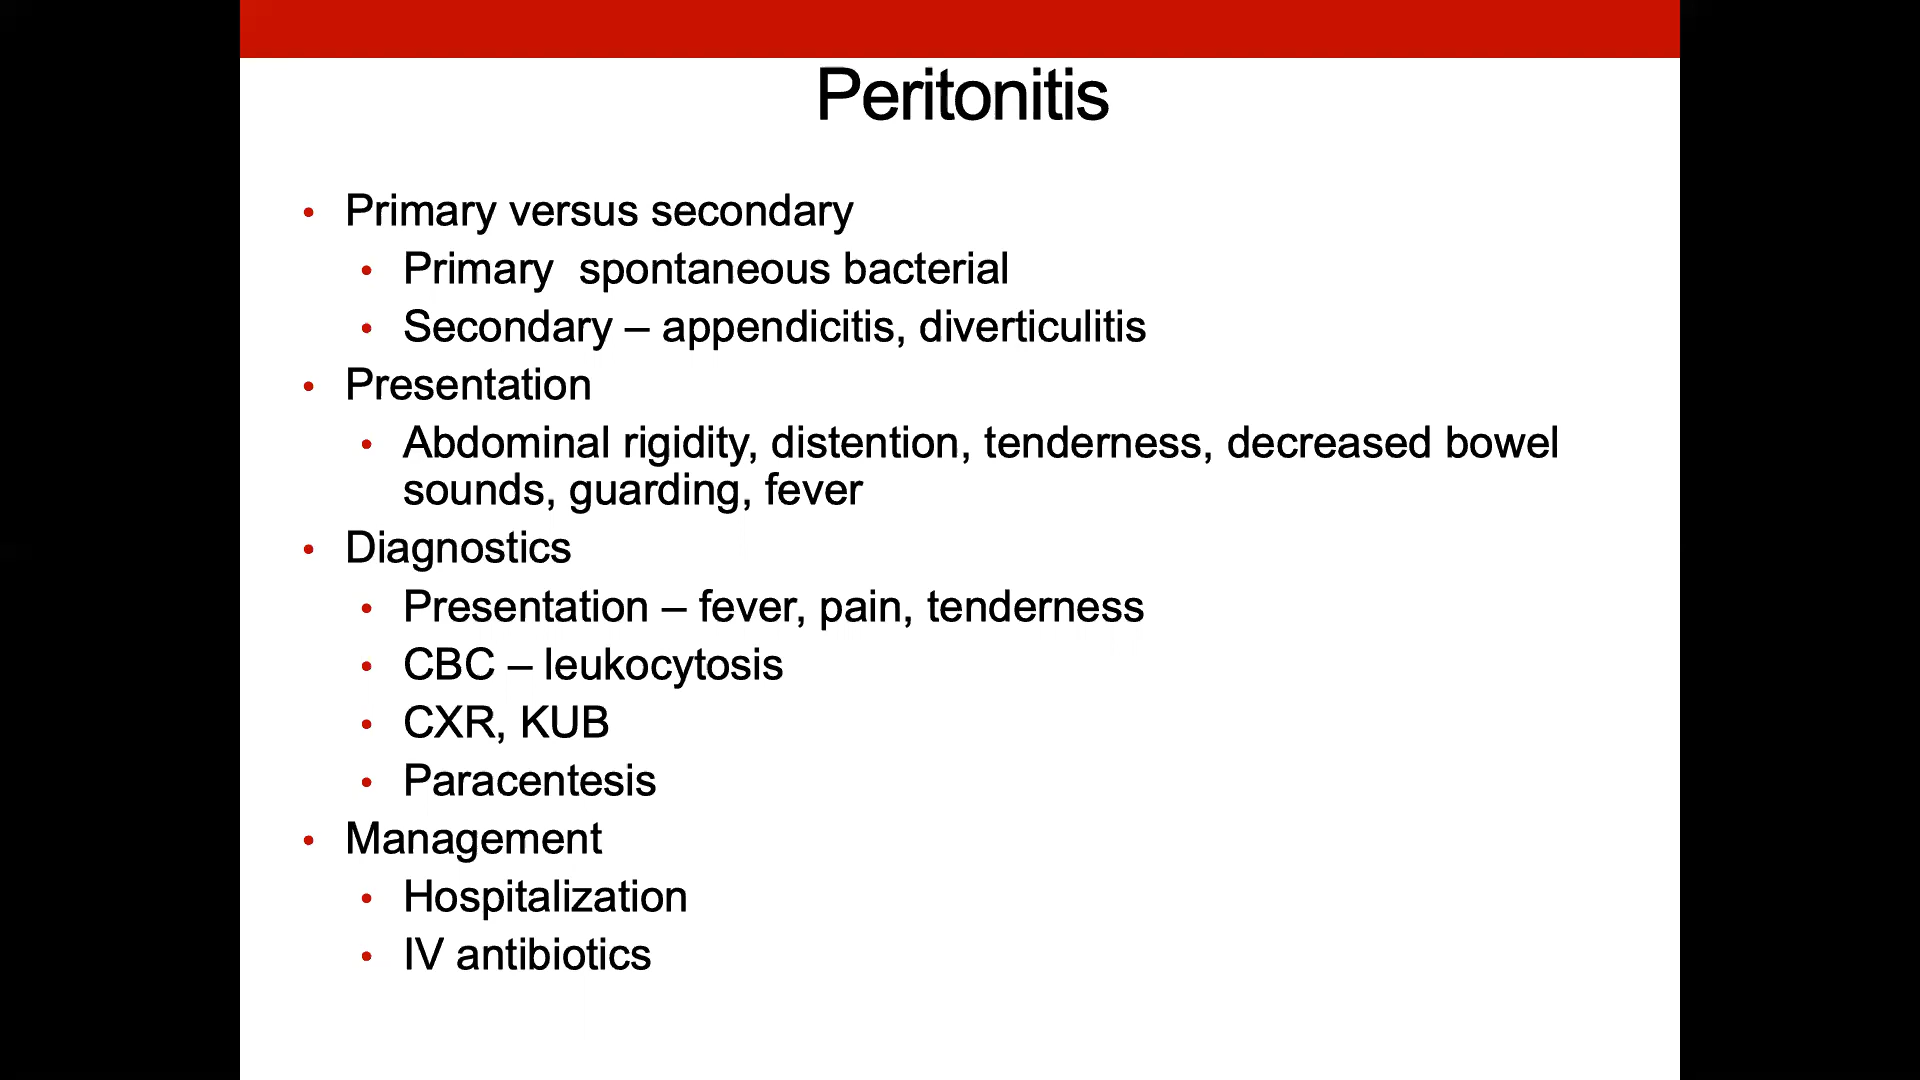 Peritonitis
• Primary versus secondary
• Primary  spontaneous bacterial
• Secondary – appendicitis, diverticulitis
• Presentation
• Abdominal rigidity, distention, tenderness, decreased bowel
sounds, guarding, fever
• Diagnostics
• Presentation – fever, pain, tenderness
• CBC – leukocytosis
• CXR, KUB
• Paracentesis
• Management
• Hospitalization
• IV antibiotics